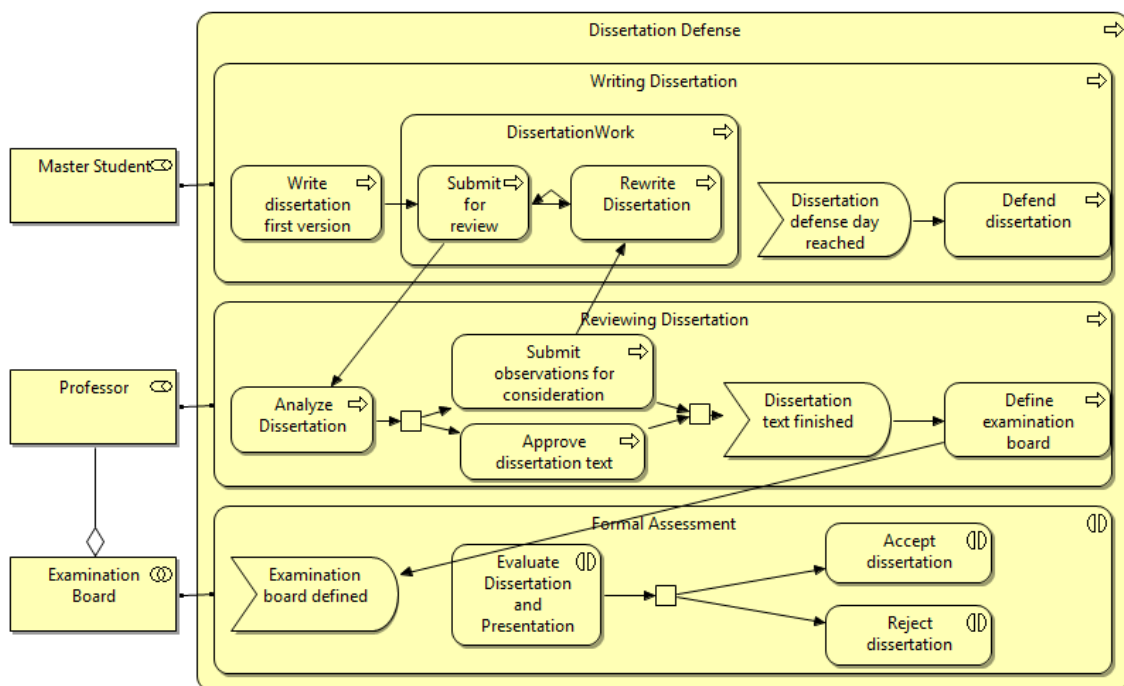 Dissertation Defense
Writing Dissertation
DissertationWork
Master Student
Write
dissertation
first version
Submit
for
review
Rewrite
Dissertation
Dissertation
defense day
reached
Defend
dissertation
Reviewing Dissertation
Professor
Analyze
Dissertation
Submit
observations for
consideration
Approve
dissertation text
Dissertation
text finished
Define
examination
board
Formal Assessment
Examination
Board
Examination
board defined
Evaluate
Dissertation
and
Presentation
Accept
dissertation
Reject
dissertation